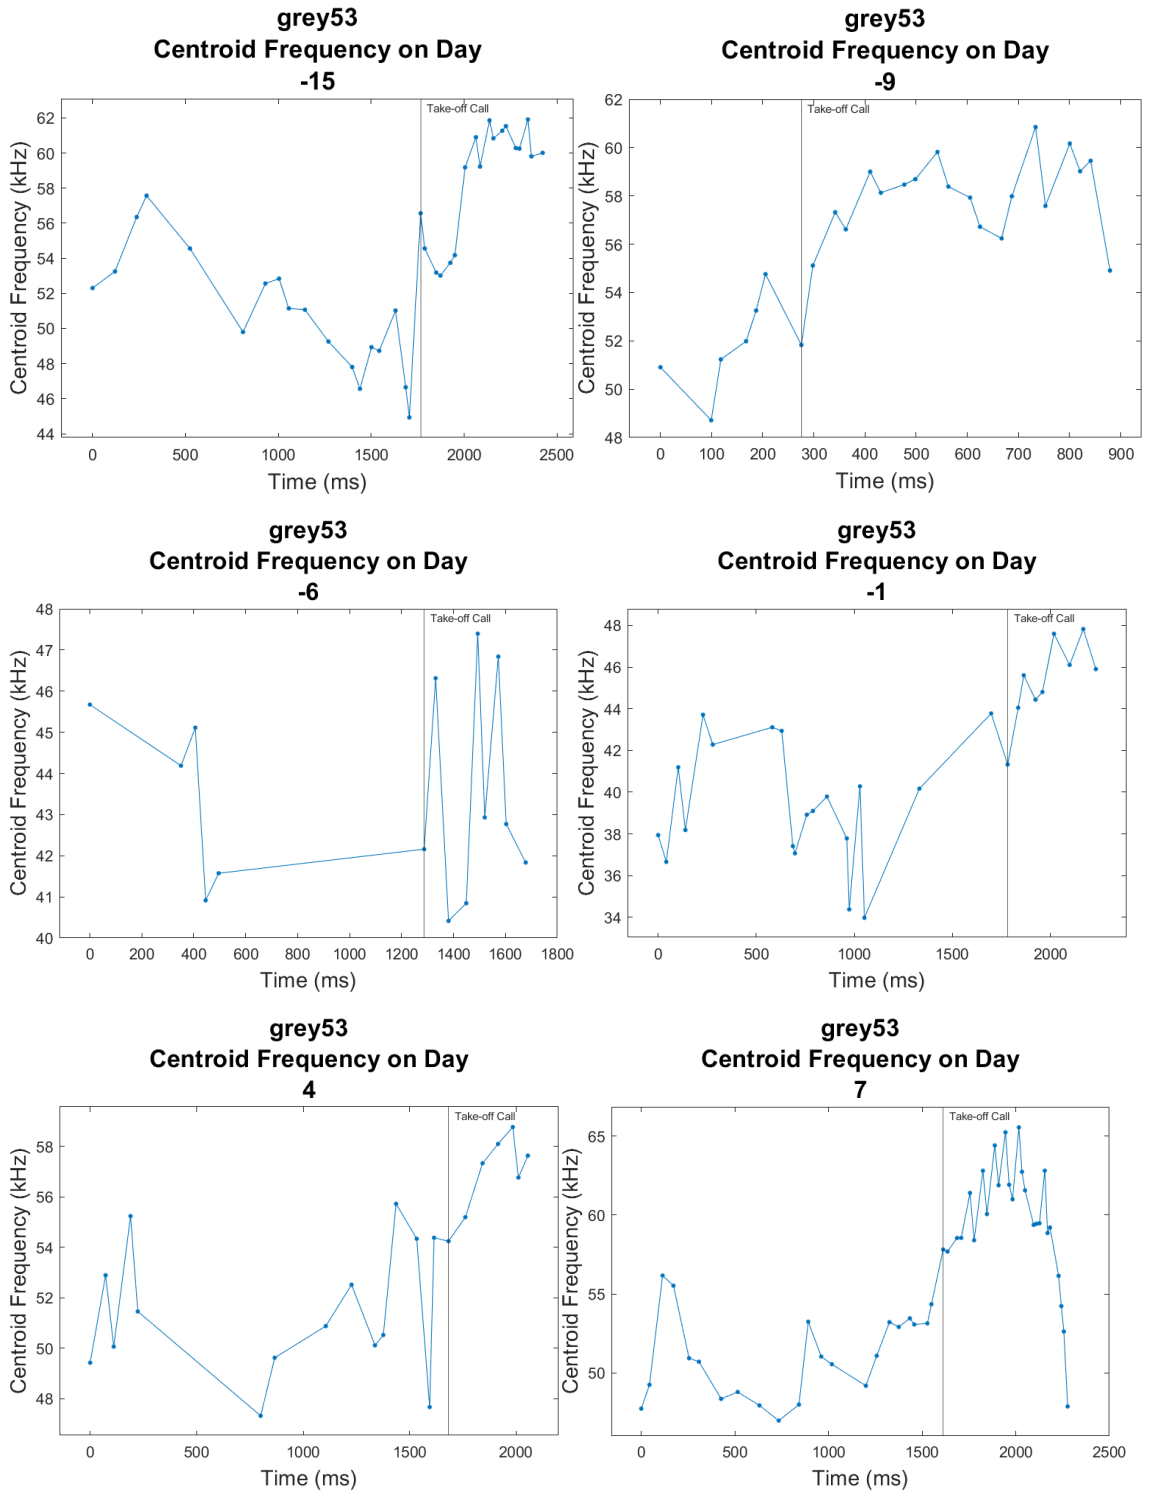 grey53
Centroid Frequency on Day
-15
Take-off Call
62
60
58
56
54
52
50
48
46
44
Centroid Frequency (kHz)
0 500 1000 1500 2000 2500
Time (ms)
grey53
Centroid Frequency on Day
-9
Take-off Call
62
60
58
56
54
52
50
48
Centroid Frequency (kHz)
0 100 200 300 400 500 600 700 800 900
Time (ms)
grey53
Centroid Frequency on Day
-6
Take-off Call
48
47
46
45
44
43
42
41
40
Centroid Frequency (kHz)
0 200 400 600 800 1000 1200 1400 1600 1800
Time (ms)
grey53
Centroid Frequency on Day
-1
Take-off Call
48
46
44
42
40
38
36
34
Centroid Frequency (kHz)
0 500 1000 1500 2000
Time (ms)
grey53
Centroid Frequency on Day
4
Take-off Call
58
56
54
52
50
48
Centroid Frequency (kHz)
0 500 1000 1500 2000
Time (ms)
grey53
Centroid Frequency on Day
7
Take-off Call
65
60
55
50
Centroid Frequency (kHz)
0 500 1000 1500 2000 2500
Time (ms)